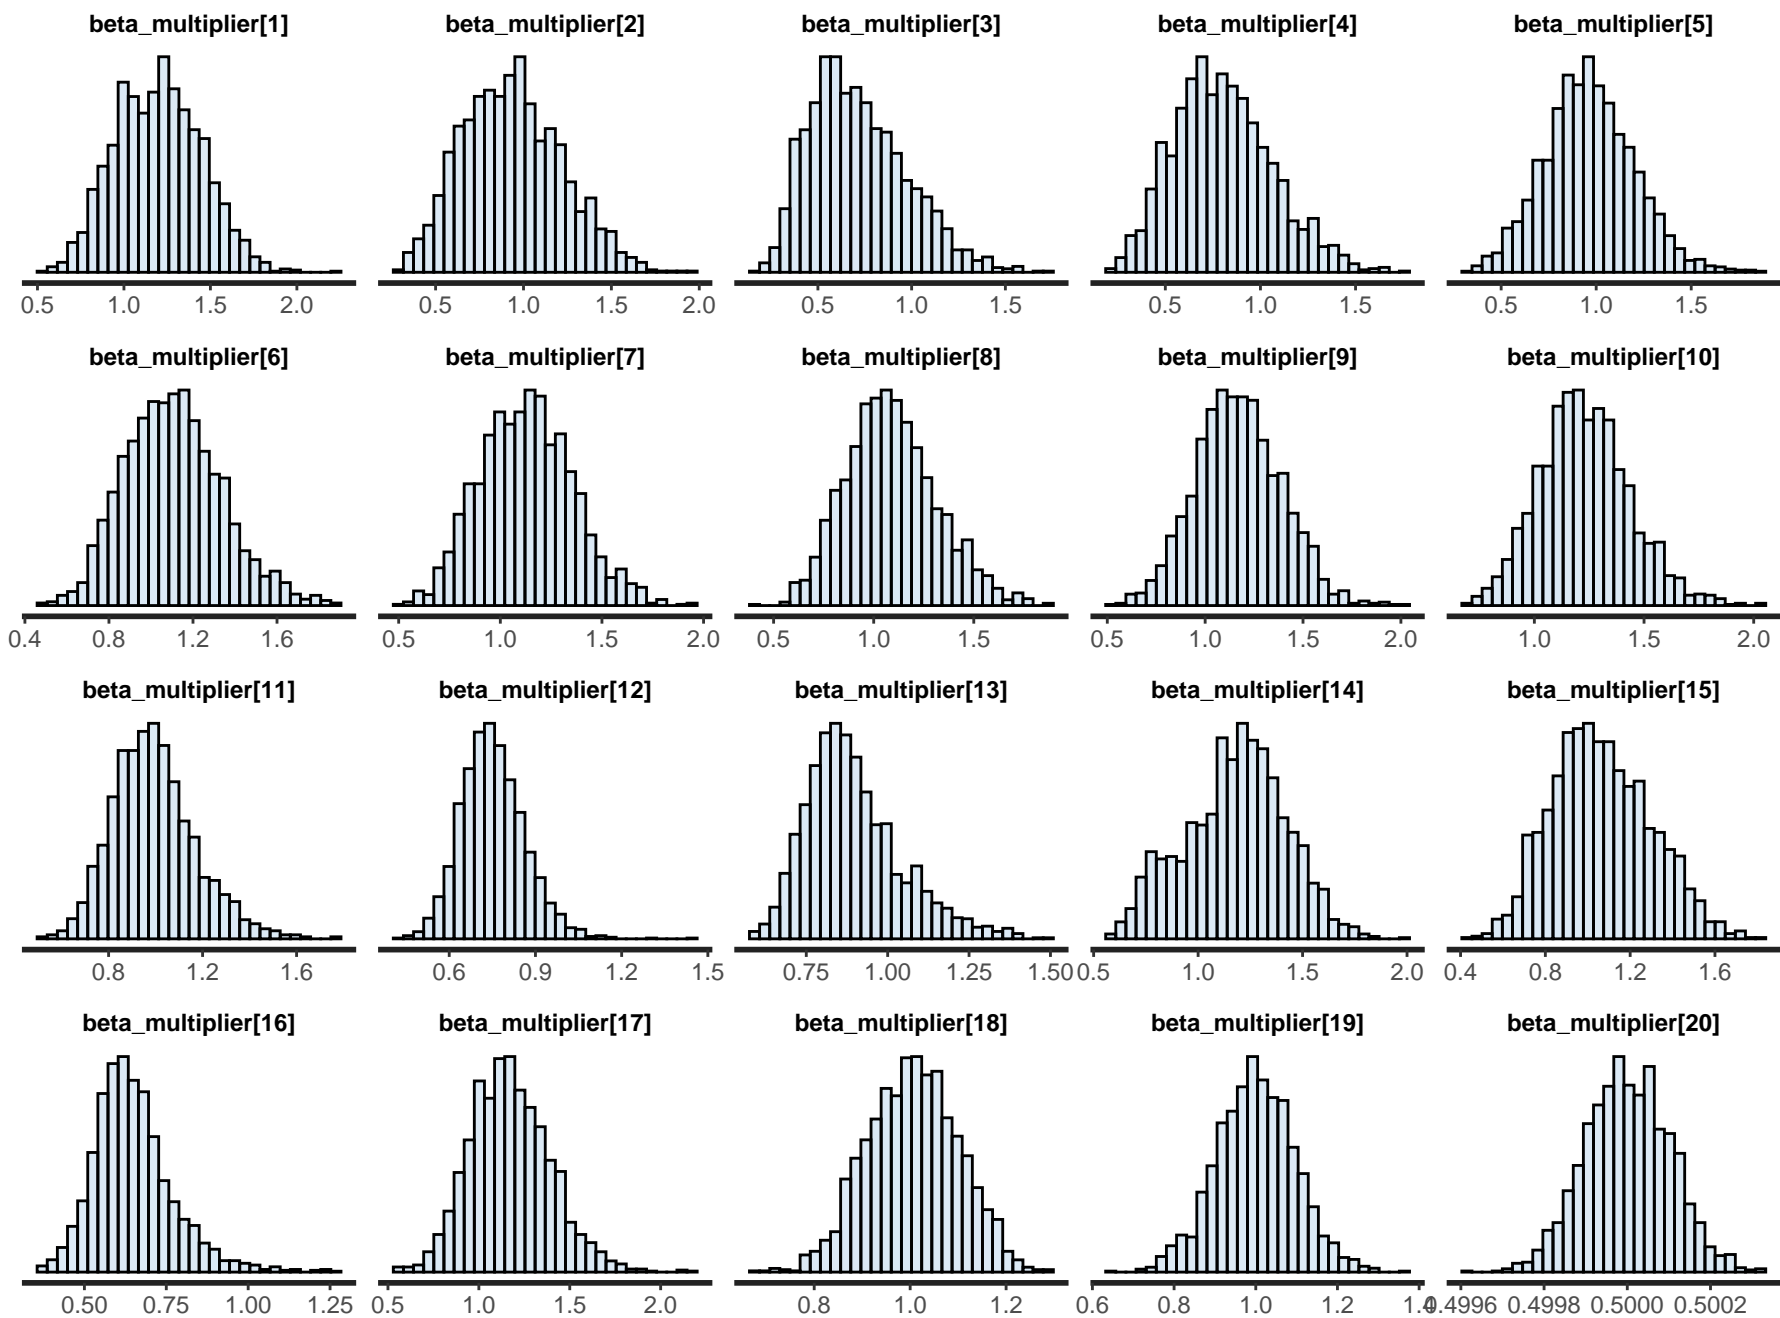 beta_multiplier[1] beta_multiplier[2] beta_multiplier[3] beta_multiplier[4] beta_multiplier[5]
0.5 1.0 1.5 2.0 0.5 1.0 1.5 2.0 0.5 1.0 1.5 0.5 1.0 1.5 0.5 1.0 1.5
beta_multiplier[6] beta_multiplier[7] beta_multiplier[8] beta_multiplier[9] beta_multiplier[10]
0.4 0.8 1.2 1.6 0.5 1.0 1.5 2.0 0.5 1.0 1.5 0.5 1.0 1.5 2.0 1.0 1.5 2.0
beta_multiplier[11] beta_multiplier[12] beta_multiplier[13] beta_multiplier[14] beta_multiplier[15]
0.8 1.2 1.6 0.6 0.9 1.2 1.5 0.75 1.00 1.25 1.50 0.5 1.0 1.5 2.0 0.4 0.8 1.2 1.6
beta_multiplier[16] beta_multiplier[17] beta_multiplier[18] beta_multiplier[19] beta_multiplier[20]
0.50 0.75 1.00 1.25 0.5 1.0 1.5 2.0 0.8 1.0 1.2 0.6 0.8 1.0 1.2 1.4 0.4996 0.4998 0.5000 0.5002